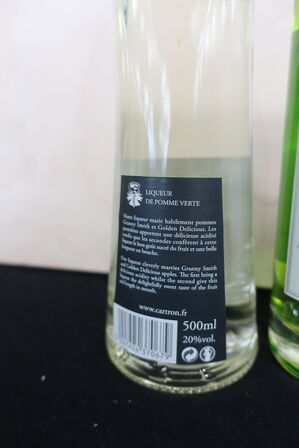 LIQUEUR
DE POMME VERTE
Notre liqueur marie habilement pommes
Granny Smith et Golden Delicious. Les
premières apportent une délicieuse acidité
tandis que les secondes confèrent à cette
liqueur le bon goût sucré du fruit et une belle
longueur en bouche.
Our liqueur cleverly marries Granny Smith
and Golden Delicious apples. The first bring a
delicious acidity whilst the second give this
liqueur the delightfully sweet taste of the fruit
and length in mouth.
www.cartron.fr
500ml
20%vol.
370679